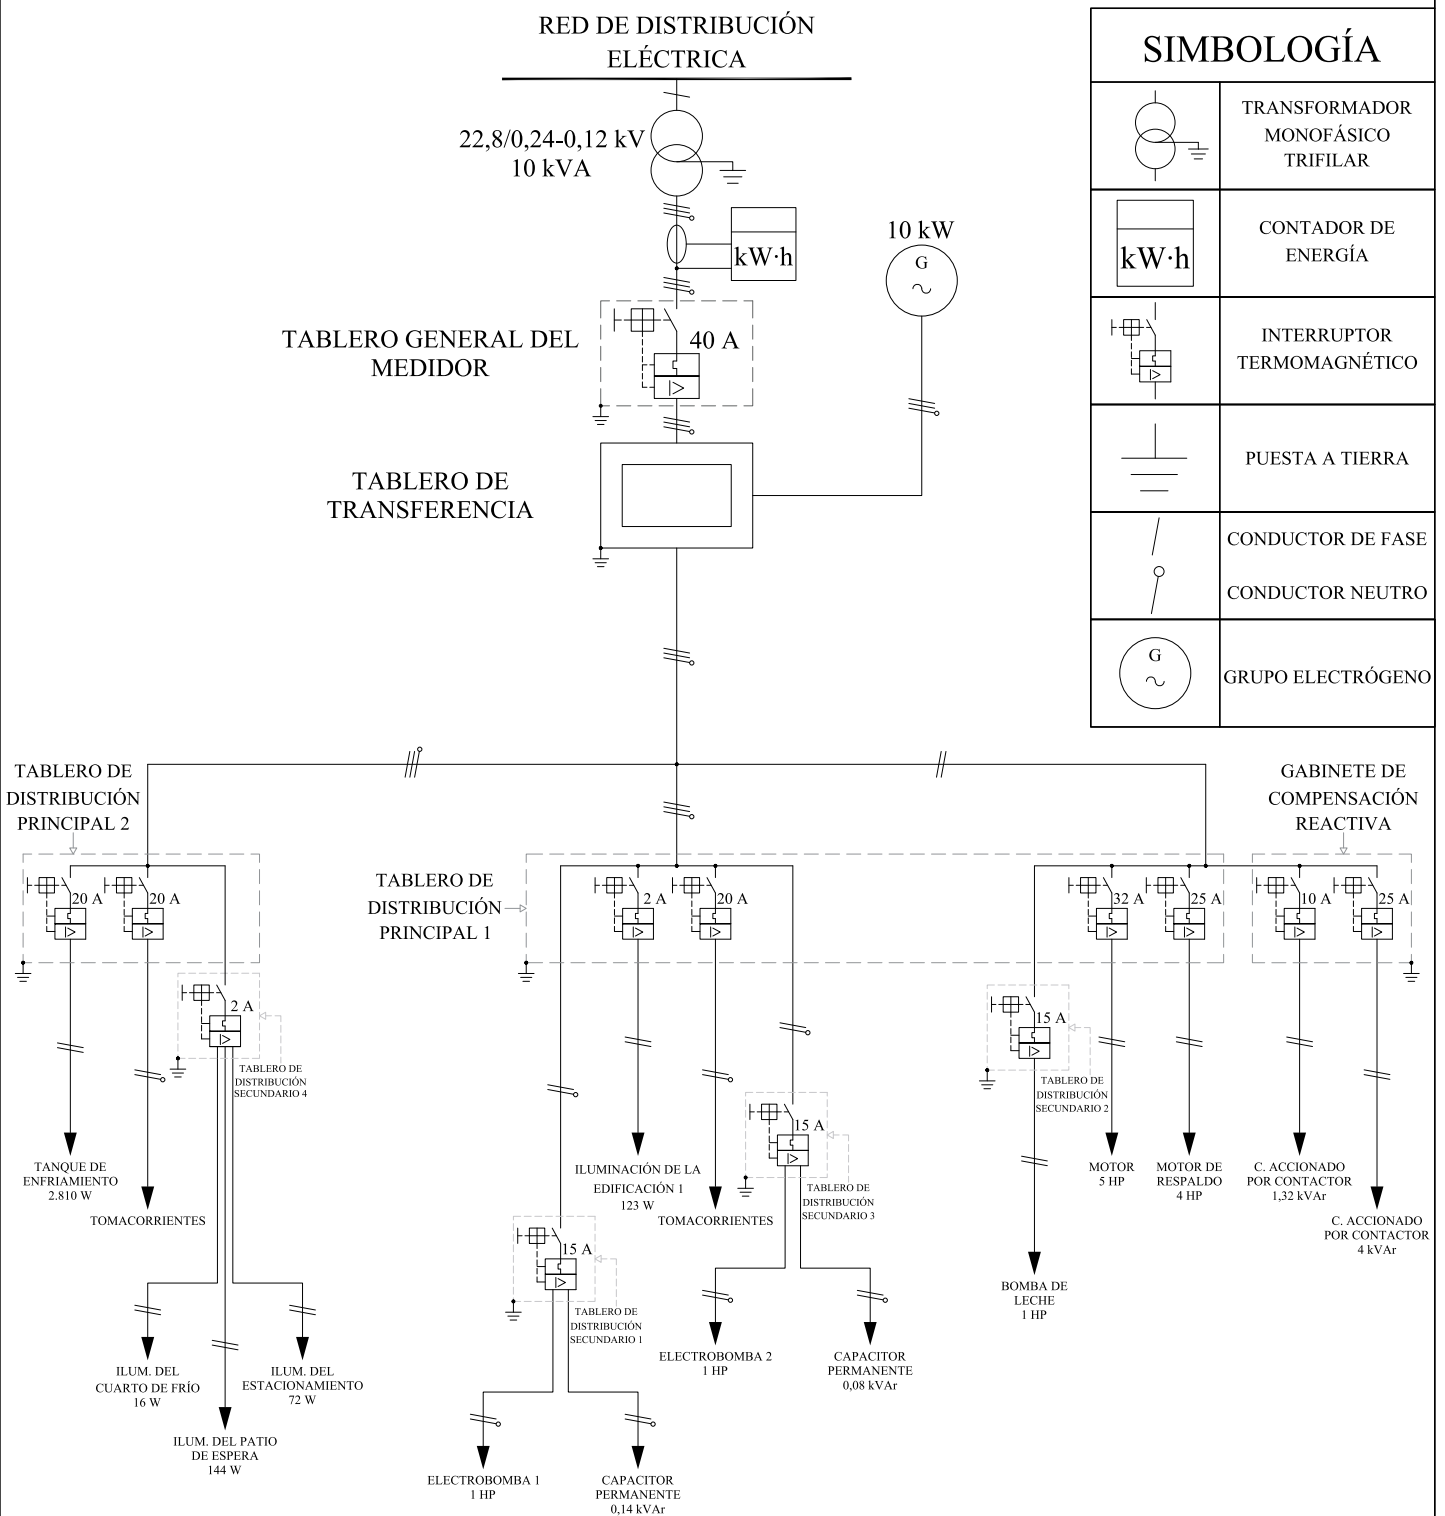 RED DE DISTRIBUCIÓN
ELÉCTRICA
22,8/0,24-0,12 kV
10 kVA
kW·h
10 kW
G
TABLERO GENERAL DEL
MEDIDOR
40 A
TABLERO DE
TRANSFERENCIA
SIMBOLOGÍA
TRANSFORMADOR
MONOFÁSICO
TRIFILAR
kW·h
CONTADOR DE
ENERGÍA
INTERRUPTOR
TERMOMAGNÉTICO
PUESTA A TIERRA
CONDUCTOR DE FASE
CONDUCTOR NEUTRO
G
GRUPO ELECTRÓGENO
TABLERO DE
DISTRIBUCIÓN
PRINCIPAL 2
20 A
20 A
2 A
TABLERO DE
DISTRIBUCIÓN
SECUNDARIO 4
TANQUE DE
ENFRIAMIENTO
2.810 W
TOMACORRIENTES
ILUM. DEL
CUARTO DE FRÍO
16 W
ILUM. DEL PATIO
DE ESPERA
144 W
ILUM. DEL
ESTACIONAMIENTO
72 W
TABLERO DE
DISTRIBUCIÓN
PRINCIPAL 1
2 A
20 A
15 A
TABLERO DE
DISTRIBUCIÓN
SECUNDARIO 1
ELECTROBOMBA 1
1 HP
CAPACITOR
PERMANENTE
0,14 kVAr
ILUMINACIÓN DE LA
EDIFICACIÓN 1
123 W
TOMACORRIENTES
15 A
TABLERO DE
DISTRIBUCIÓN
SECUNDARIO 3
ELECTROBOMBA 2
1 HP
CAPACITOR
PERMANENTE
0,08 kVAr
15 A
TABLERO DE
DISTRIBUCIÓN
SECUNDARIO 2
BOMBA DE
LECHE
1 HP
32 A
25 A
MOTOR
5 HP
MOTOR DE
RESPALDO
4 HP
GABINETE DE
COMPENSACIÓN
REACTIVA
10 A
25 A
C. ACCIONADO
POR CONTACTOR
1,32 kVAr
C. ACCIONADO
POR CONTACTOR
4 kVAr